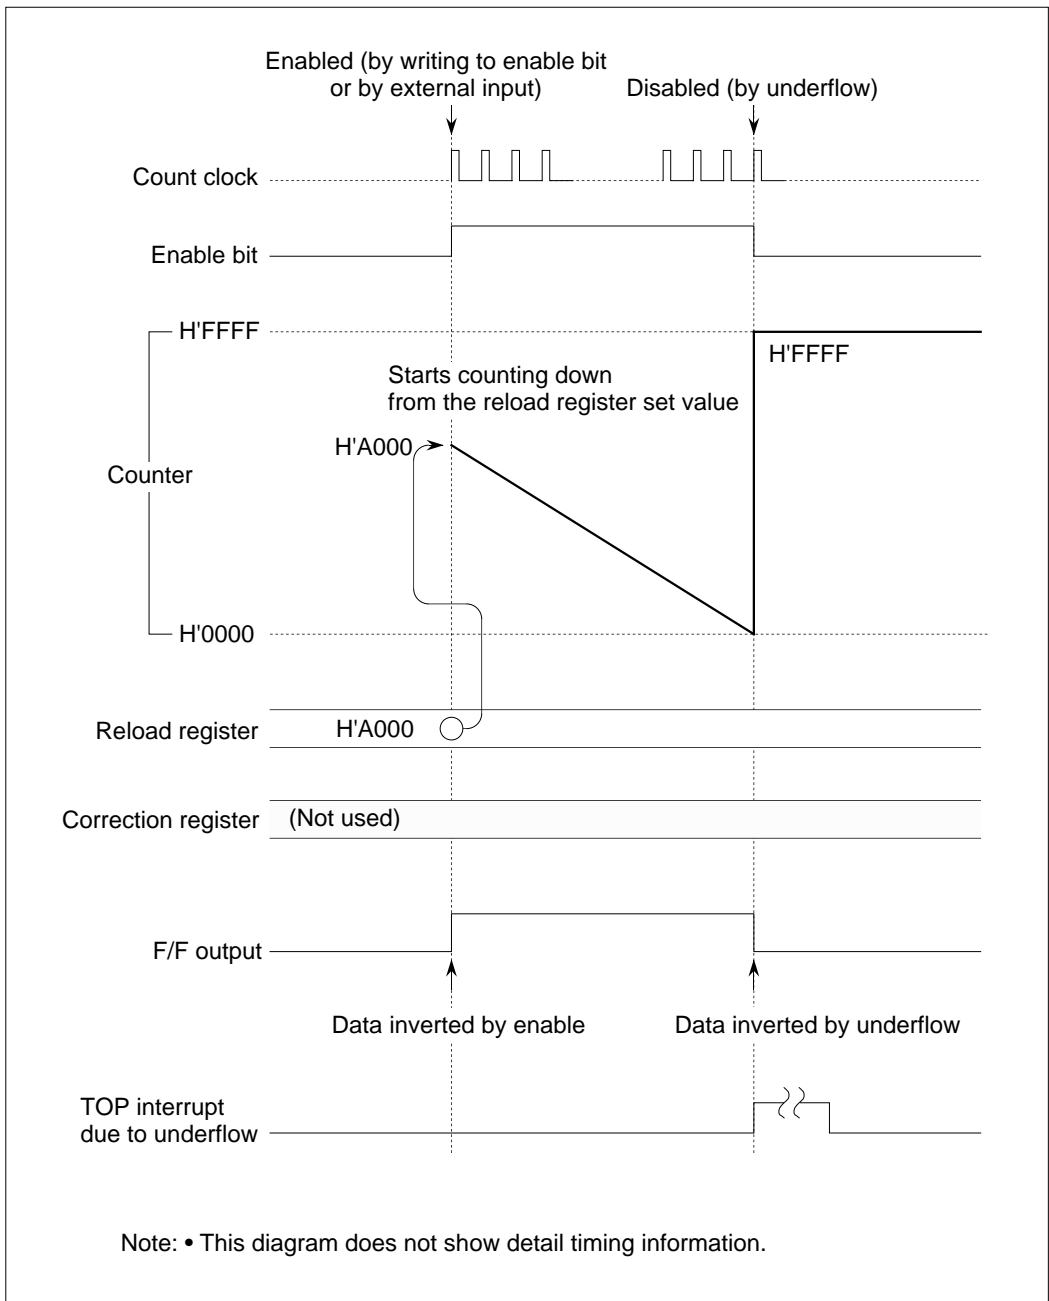 Enabled (by writing to enable bit
or by external input)
Disabled (by underflow)
Count clock
Enable bit
H'FFFF
H'FFFF
Starts counting down
from the reload register set value
H'A000
Counter
H'0000
Reload register
H'A000
Correction register
(Not used)
F/F output
Data inverted by enable
Data inverted by underflow
TOP interrupt
due to underflow
Note: • This diagram does not show detail timing information.